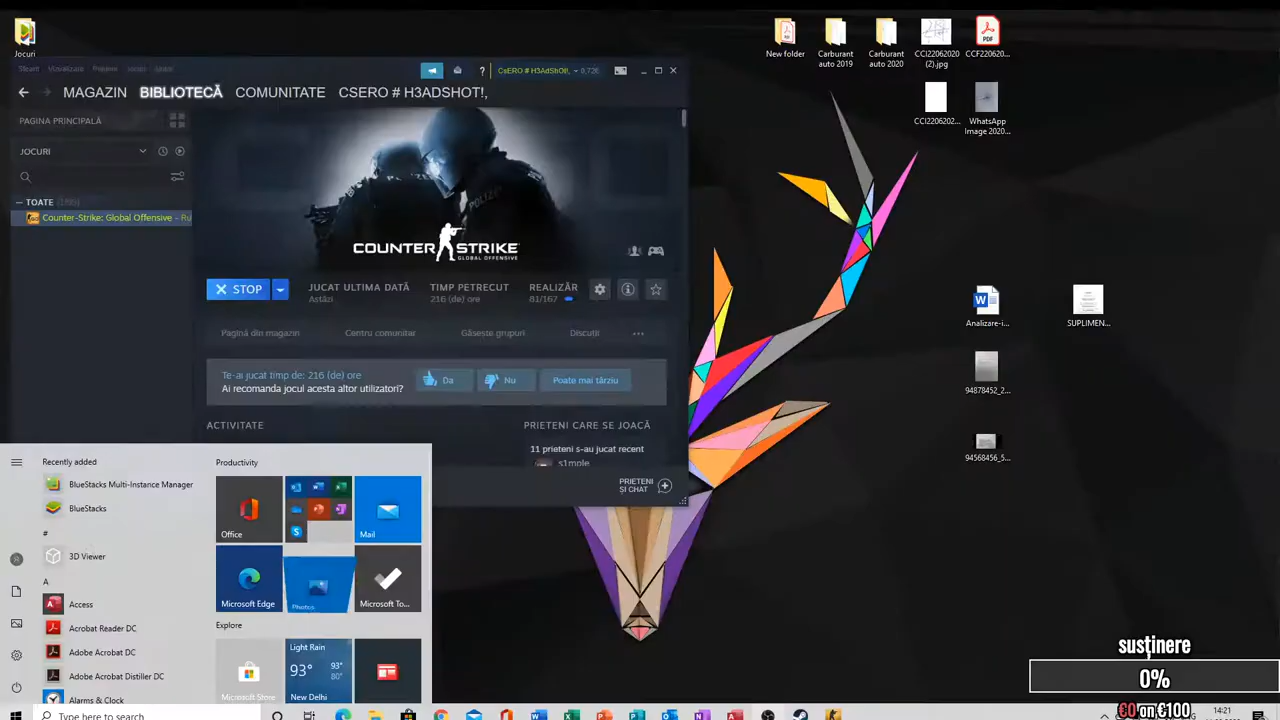 Jocuri
New folder
Carburant
auto 2019
Carburant
auto 2020
CCI22062020
(2).jpg
CCF22620...
CCI2206202...
WhatsApp
Image 2020...
CsERO # H3AdShOt!,
MAGAZIN
BIBLIOTECĂ
COMUNITATE
CSERO # H3ADSHOT!,
PAGINA PRINCIPALĂ
JOCURI
TOATE
Counter-Strike: Global Offensive - Ru
COUNTER STRIKE
GLOBAL OFFENSIVE
STOP
JUCAT ULTIMA DATĂ
Astăzi
TIMP PETRECUT
216 (de) ore
REALIZĂR
81/167
Pagina din magazin
Centru comunitar
Găsește grupuri
Discuții
Te-ai jucat timp de: 216 (de) ore
Ai recomanda jocul acesta altor utilizatori?
Da
Nu
Poate mai târziu
ACTIVITATE
PRIETENI CARE SE JOACĂ
11 prieteni s-au jucat recent
s1mple
PRIETENI
ȘI CHAT
Analizare-i...
SUPLIMEN...
94878452_2...
94568456_5...
Recently added
BlueStacks Multi-Instance Manager
BlueStacks
#
3D Viewer
A
Access
Acrobat Reader DC
Adobe Acrobat DC
Adobe Acrobat Distiller DC
Alarms & Clock
Productivity
Office
Mail
Microsoft Edge
Photos
Microsoft To...
Explore
Microsoft Store
Light Rain
93°
93°
80°
New Delhi
Type here to search
susținere
0%
€0 on €100
14:21